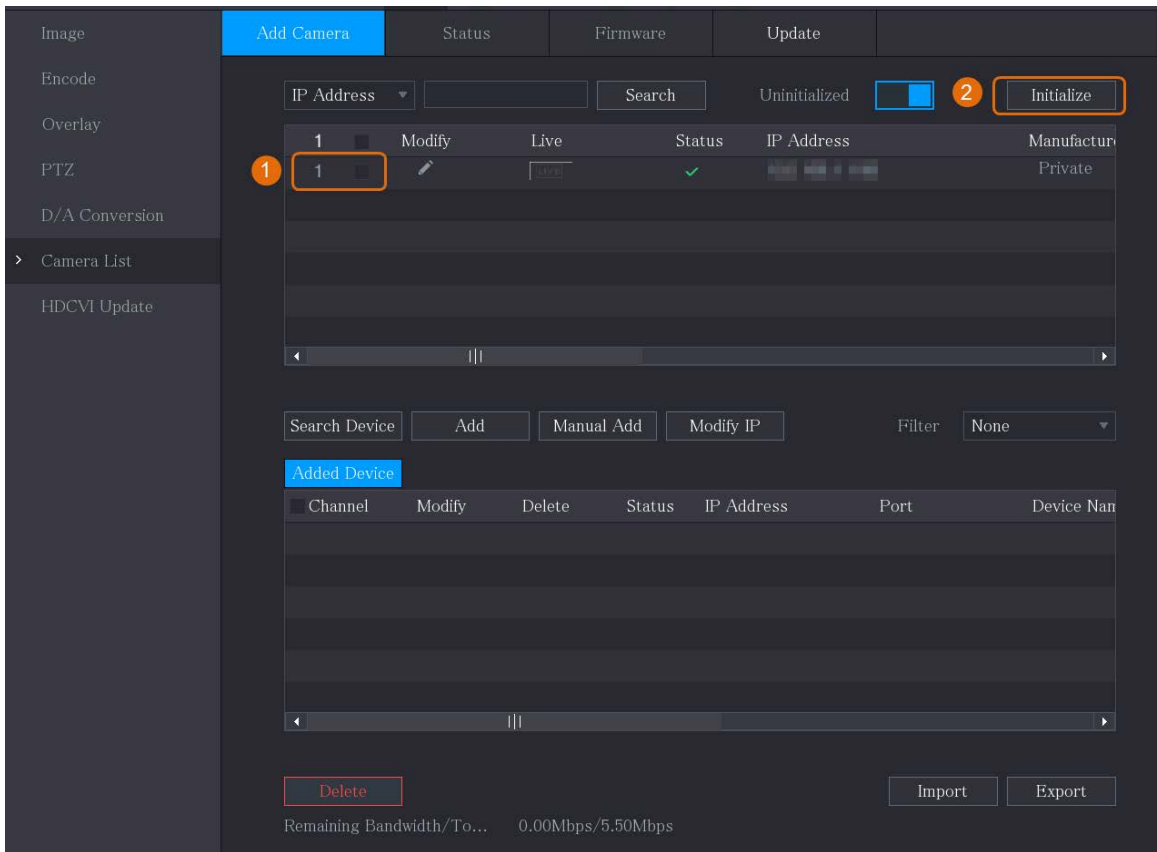 Image
Encode
Overlay
PTZ
D/A Conversion
Camera List
HDCVI Update
Add Camera Status Firmware Update
IP Address Search Uninitialized 2 Initialize
1 Modify Live Status IP Address Manufactur
1 1 Private
Search Device Add Manual Add Modify IP Filter None
Added Device
Channel Modify Delete Status IP Address Port Device Nam
Delete Import Export
Remaining Bandwidth/To... 0.00Mbps/5.50Mbps